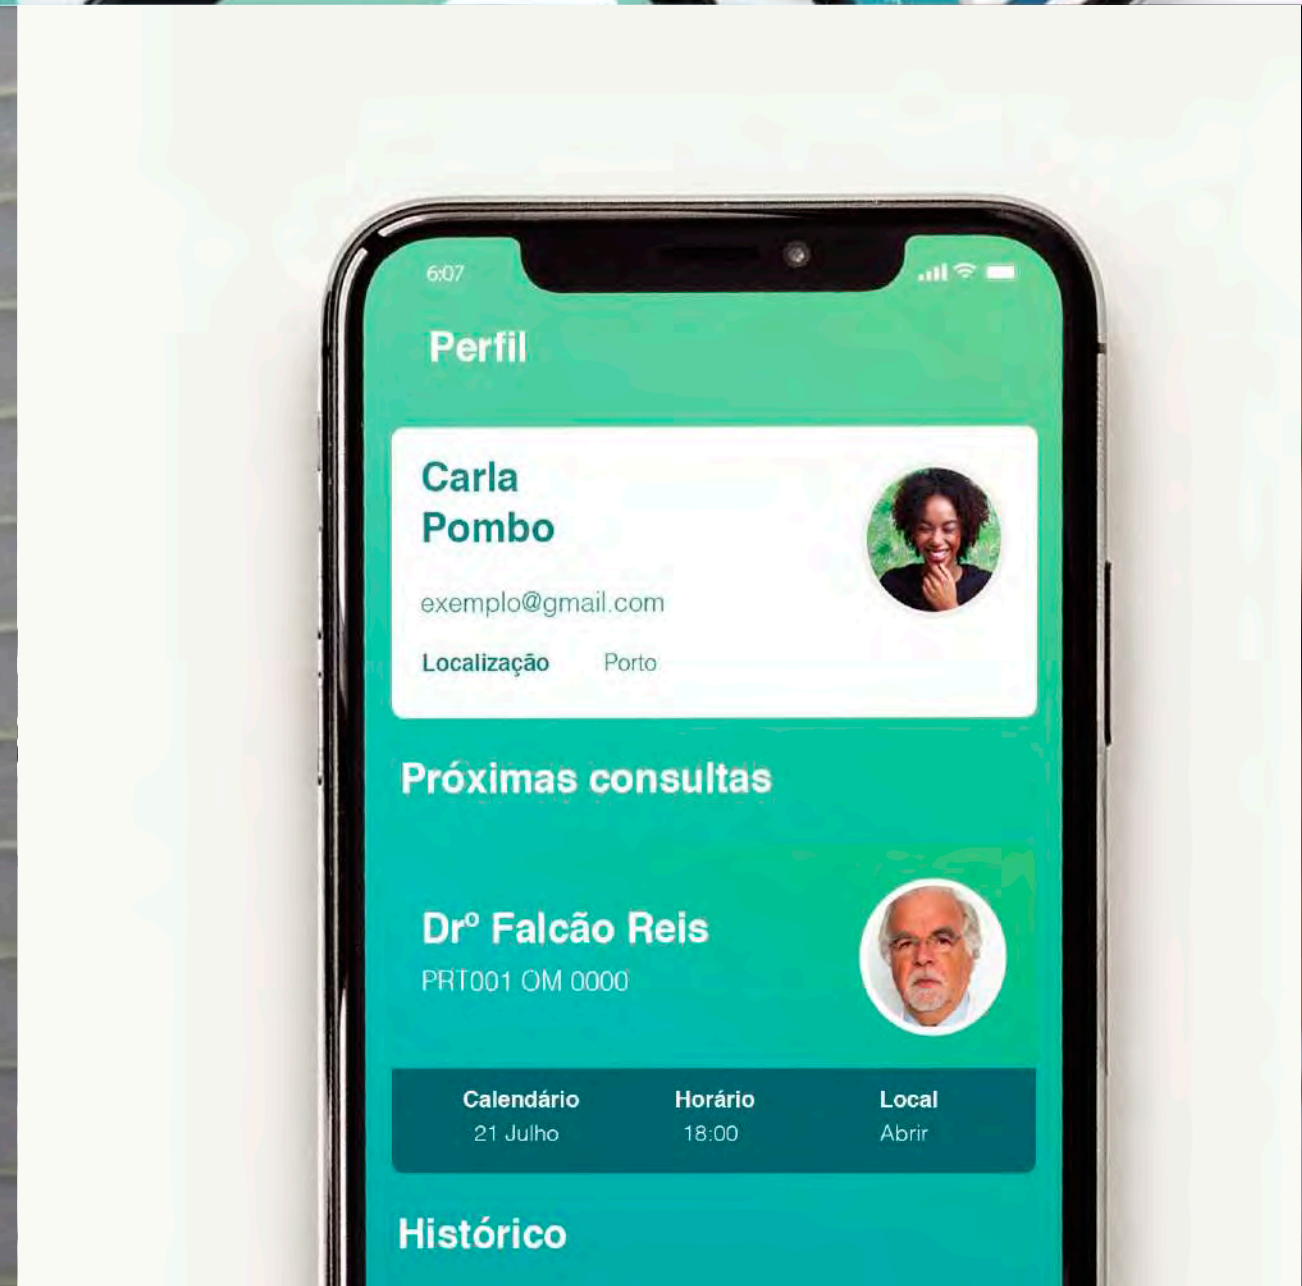 6:07
Perfil
Carla
Pombo
exemplo@gmail.com
Localização Porto
Próximas consultas
Drº Falcão Reis
PRT001 OM 0000
Calendário Horário Local
21 Julho 18:00 Abrir
Histórico